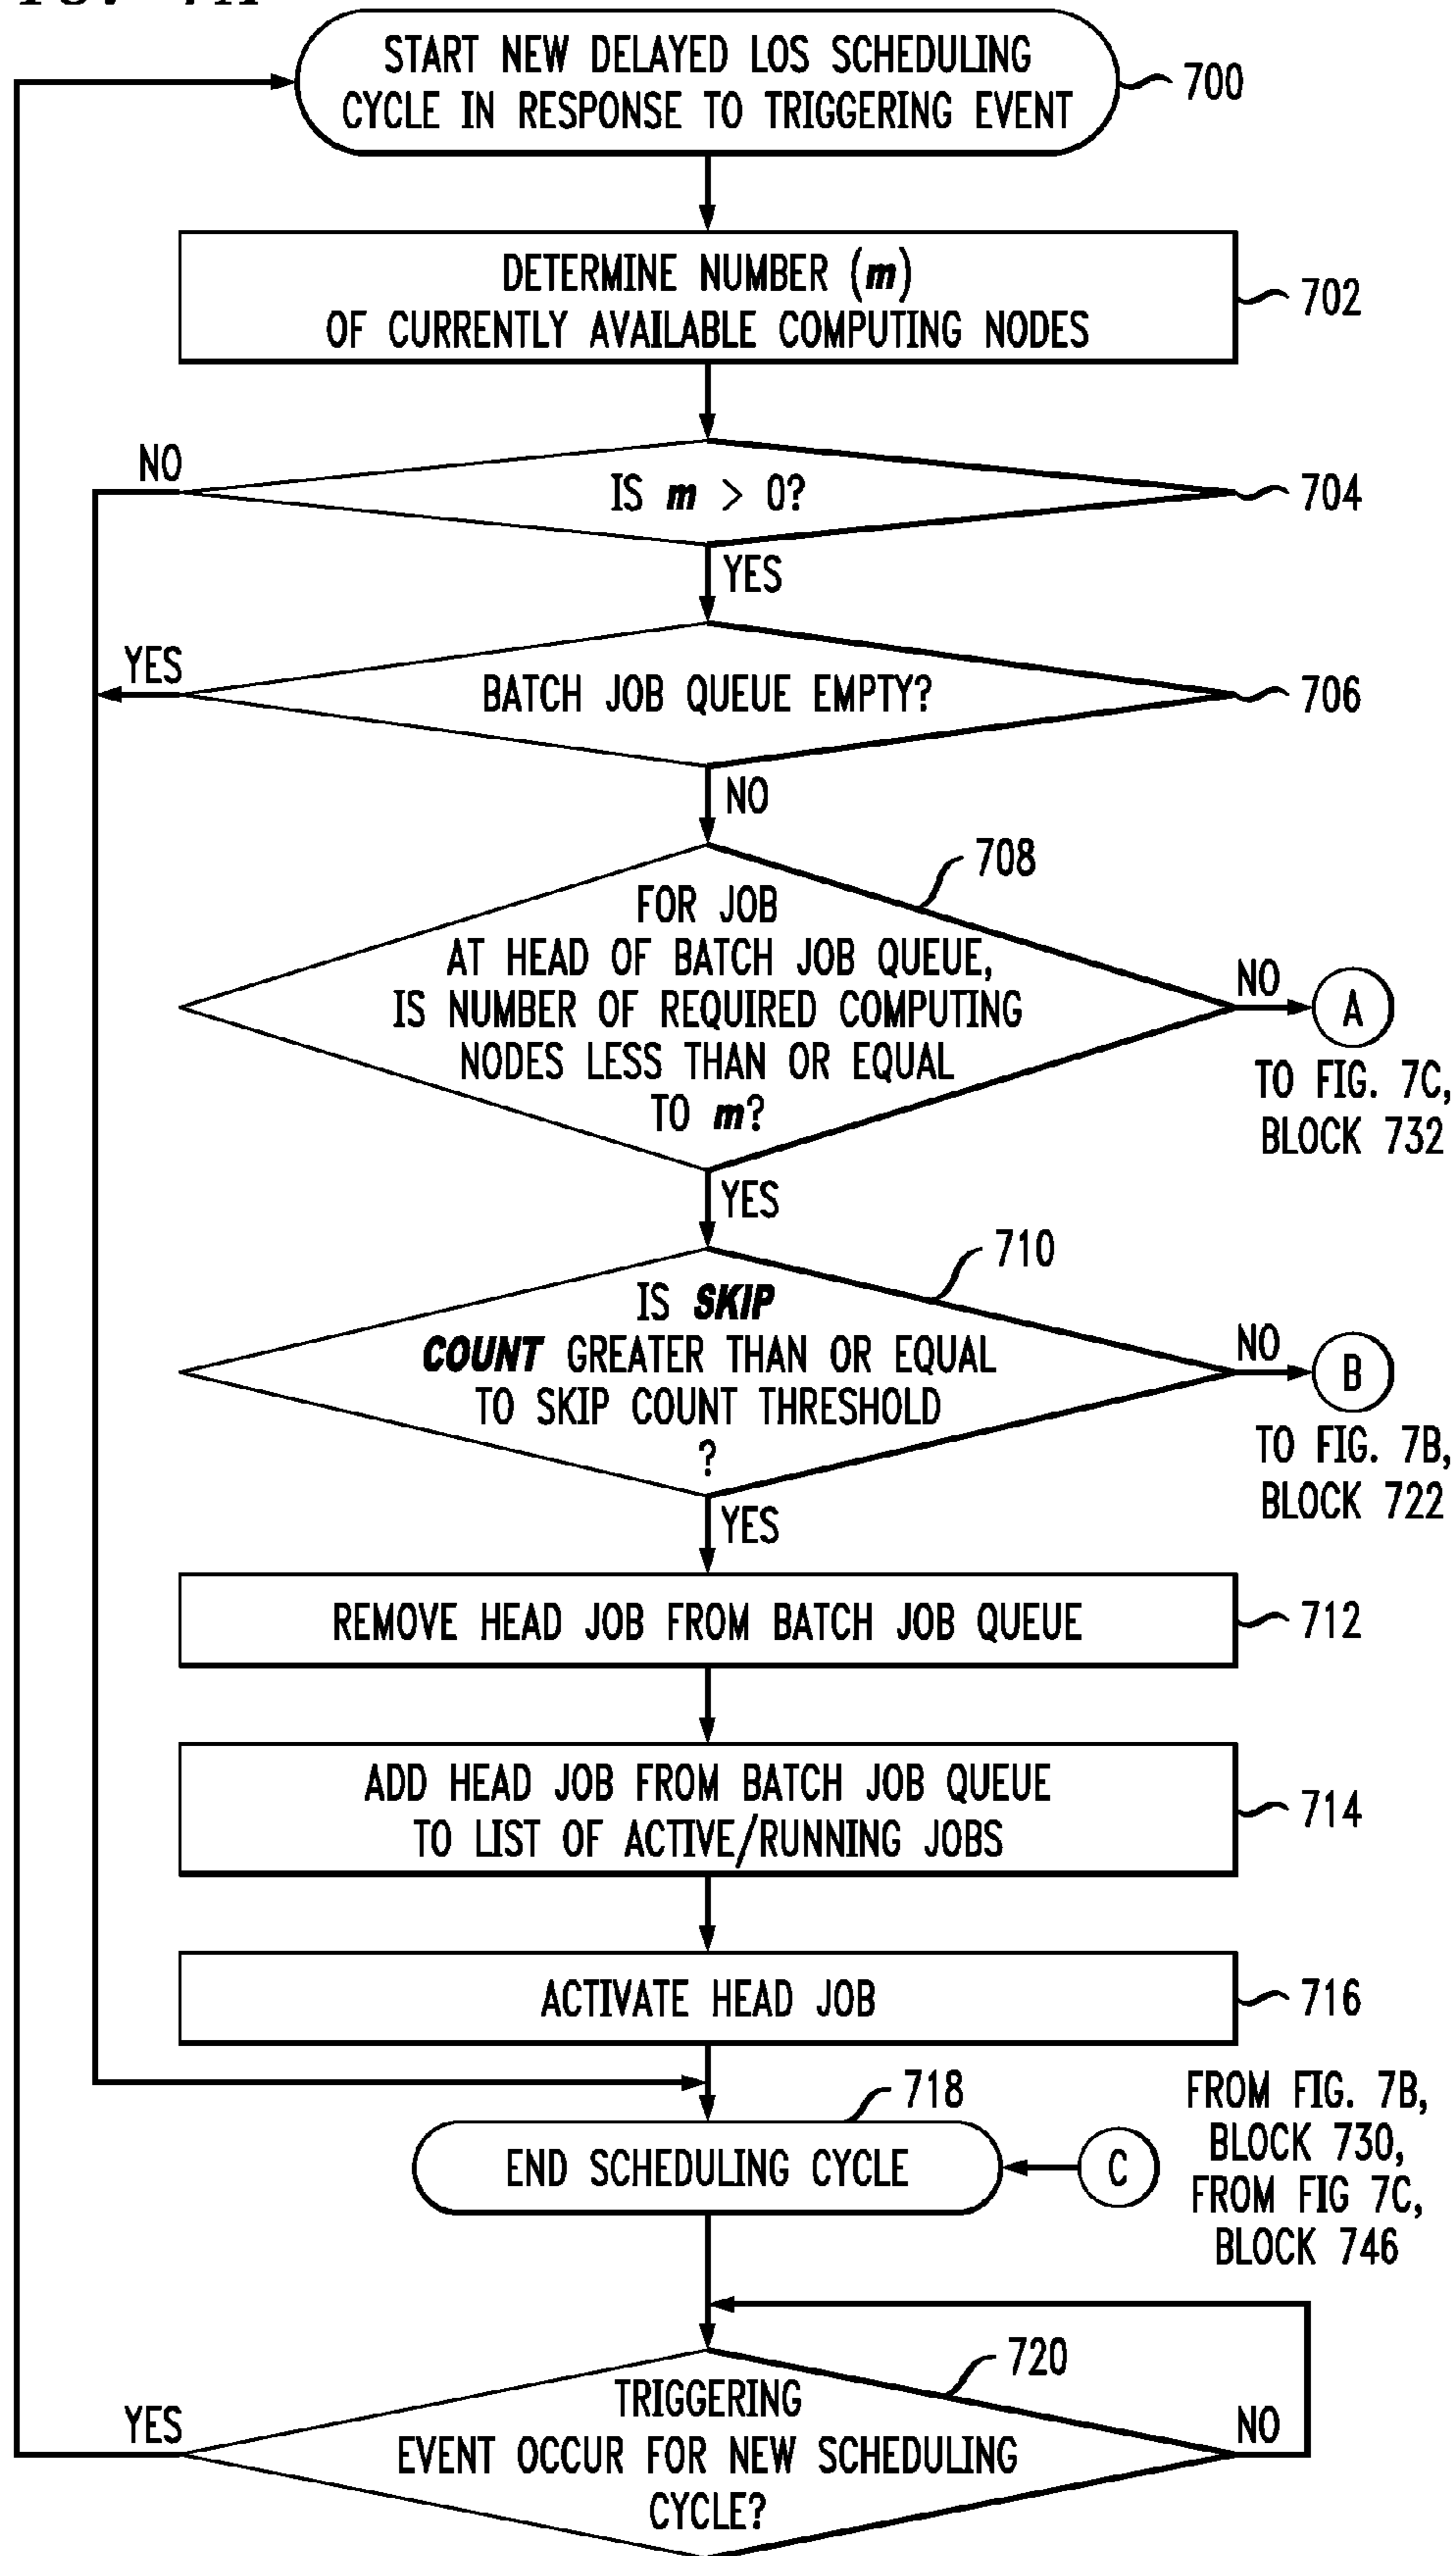 START NEW DELAYED LOS SCHEDULING
CYCLE IN RESPONSE TO TRIGGERING EVENT
700
DETERMINE NUMBER (m)
OF CURRENTLY AVAILABLE COMPUTING NODES
702
NO
IS m > 0?
704
YES
YES
BATCH JOB QUEUE EMPTY?
706
NO
708
FOR JOB
AT HEAD OF BATCH JOB QUEUE,
IS NUMBER OF REQUIRED COMPUTING
NODES LESS THAN OR EQUAL
TO m?
NO
A
TO FIG. 7C,
BLOCK 732
YES
710
IS SKIP
COUNT GREATER THAN OR EQUAL
TO SKIP COUNT THRESHOLD
?
NO
B
TO FIG. 7B,
BLOCK 722
YES
REMOVE HEAD JOB FROM BATCH JOB QUEUE
712
ADD HEAD JOB FROM BATCH JOB QUEUE
TO LIST OF ACTIVE/RUNNING JOBS
714
ACTIVATE HEAD JOB
716
718
END SCHEDULING CYCLE
C
FROM FIG. 7B,
BLOCK 730,
FROM FIG 7C,
BLOCK 746
720
TRIGGERING
EVENT OCCUR FOR NEW SCHEDULING
CYCLE?
YES
NO